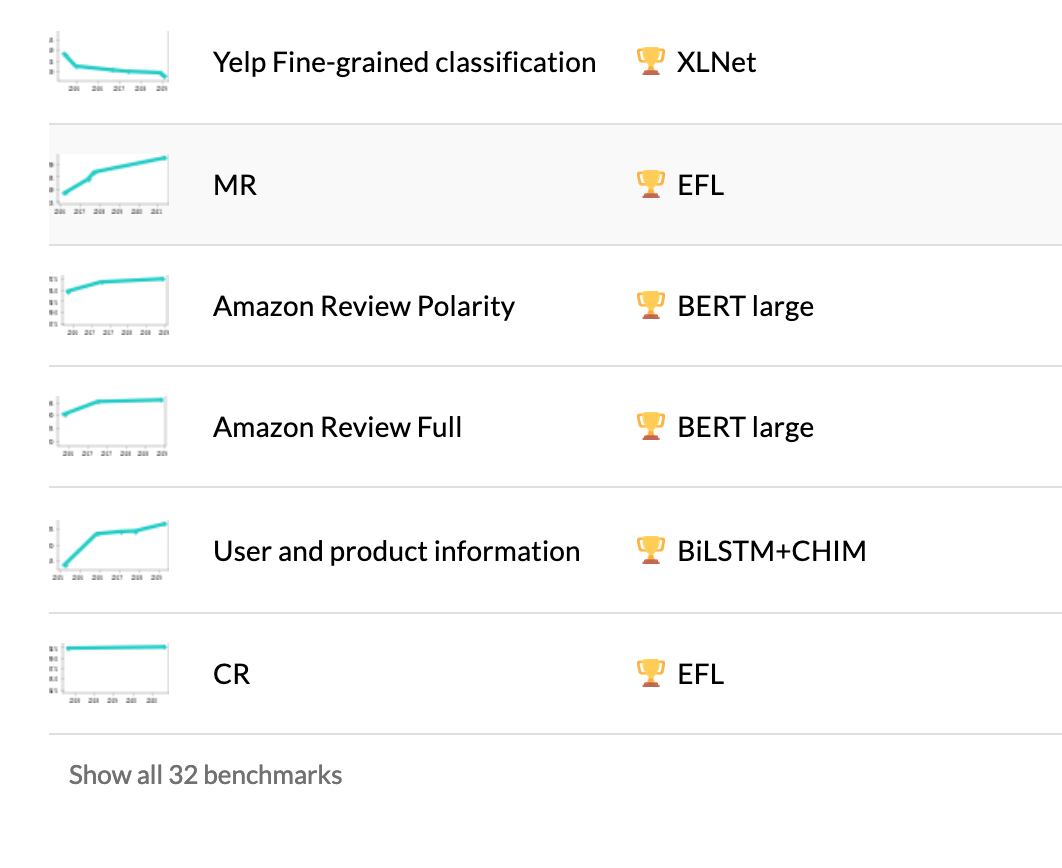 Yelp Fine-grained classification XLNet
MR EFL
Amazon Review Polarity BERT large
Amazon Review Full BERT large
User and product information BiLSTM+CHIM
CR EFL
Show all 32 benchmarks